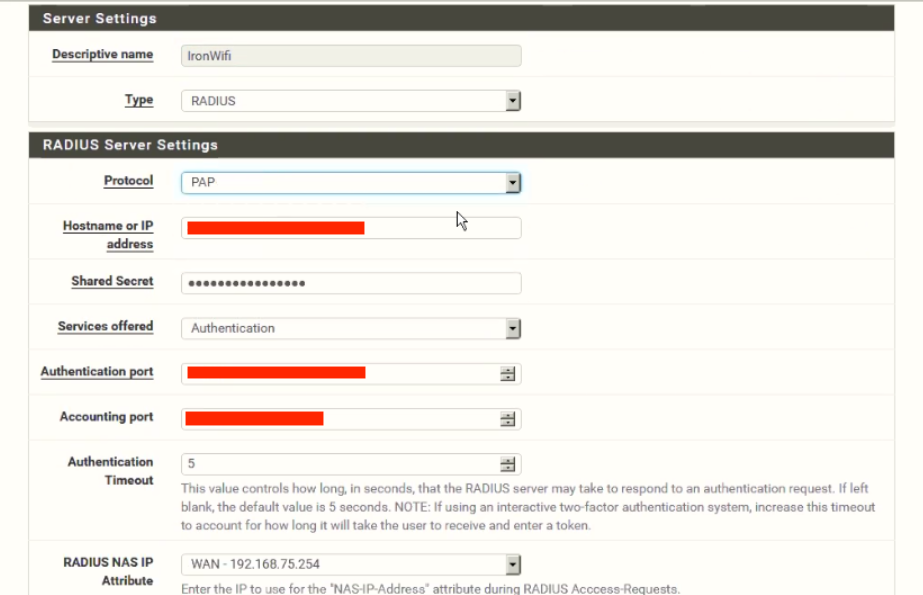 Server Settings
Descriptive name
IronWifi
Type
RADIUS
RADIUS Server Settings
Protocol
PAP
Hostname or IP
address
Shared Secret
••••••••••••••••
Services offered
Authentication
Authentication port
Accounting port
Authentication
Timeout
5
This value controls how long, in seconds, that the RADIUS server may take to respond to an authentication request. If left
blank, the default value is 5 seconds. NOTE: If using an interactive two-factor authentication system, increase this timeout
to account for how long it will take the user to receive and enter a token.
RADIUS NAS IP
Attribute
WAN - 192.168.75.254
Enter the IP to use for the "NAS-IP-Address" attribute during RADIUS Acccess-Requests.